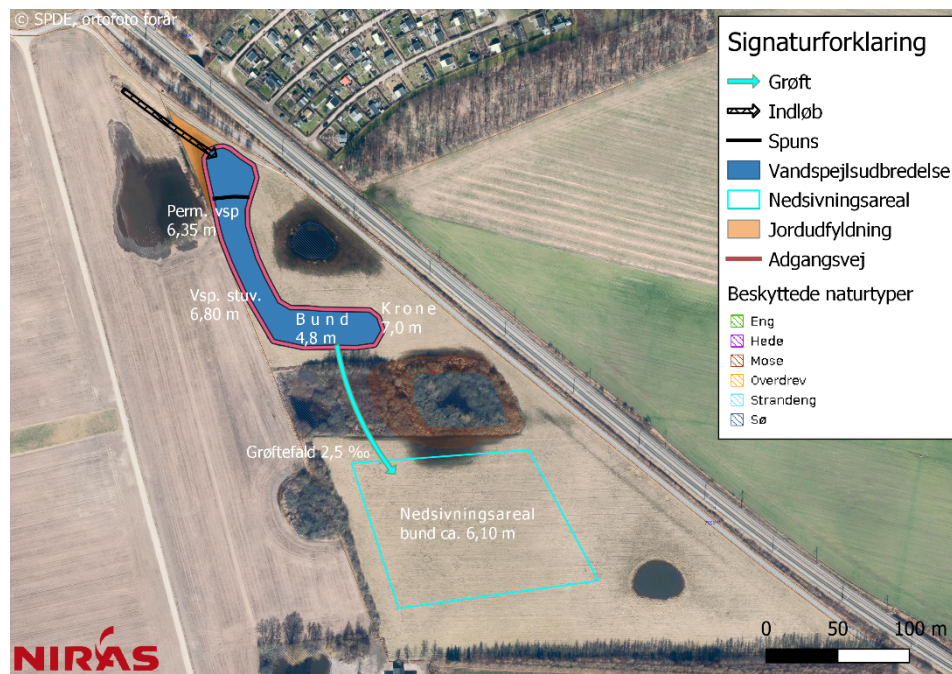 © SPDE, ortofoto forår
Perm. vsp
6,35 m
Vsp. stuv.
6,80 m
Bund
4,8 m
Krone
7,0 m
Grøftefald 2,5 ‰
Nedsivningsareal
bund ca. 6,10 m
Signaturforklaring
Grøft
Indløb
Spuns
Vandspejlsudbredelse
Nedsivningsareal
Jordudfyldning
Adgangsvej
Beskyttede naturtyper
Eng
Hede
Mose
Overdrev
Strandeng
Sø
0 50 100 m
NIRAS